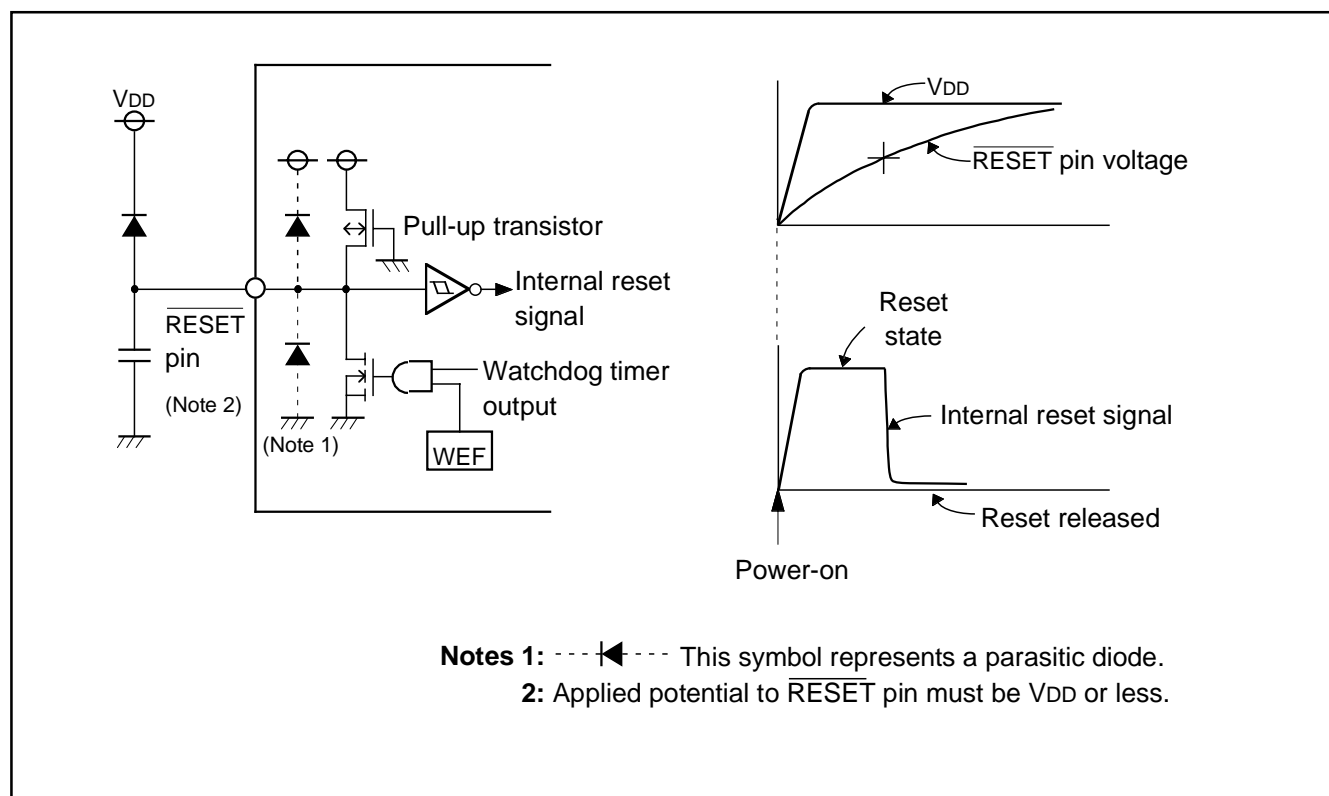 VDD
Pull-up transistor
Internal reset
signal
RESET
pin
(Note 2)
(Note 1)
Watchdog timer
output
WEF
VDD
RESET pin voltage
Reset
state
Internal reset signal
Reset released
Power-on
Notes 1: This symbol represents a parasitic diode.
2: Applied potential to RESET pin must be VDD or less.